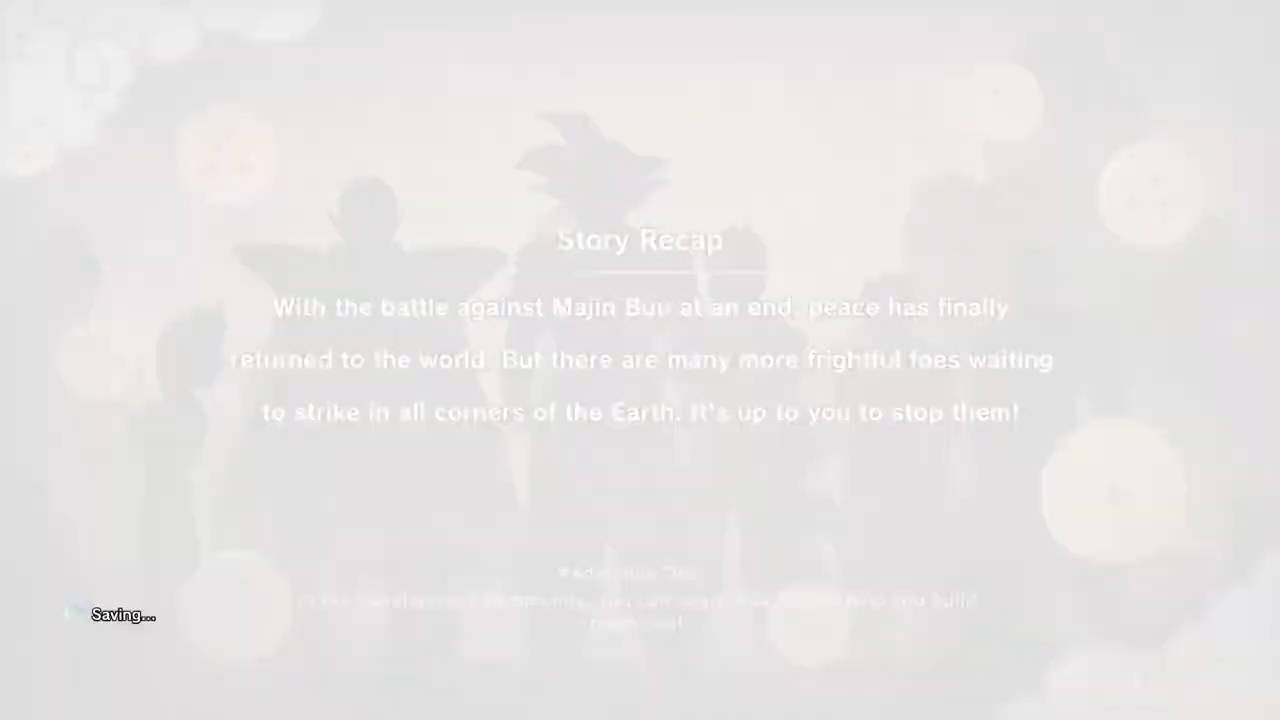 Story Recap
With the battle against Majin Buu at an end, peace has finally
returned to the world. But there are many more frightful foes waiting
to strike in all corners of the Earth. It's up to you to stop them!
Saving...